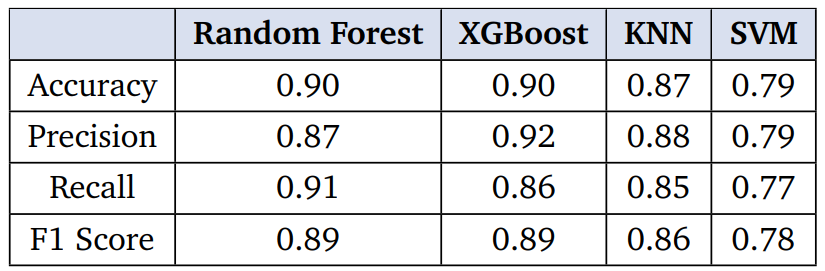 Random Forest XGBoost KNN SVM
Accuracy 0.90 0.90 0.87 0.79
Precision 0.87 0.92 0.88 0.79
Recall 0.91 0.86 0.85 0.77
F1 Score 0.89 0.89 0.86 0.78